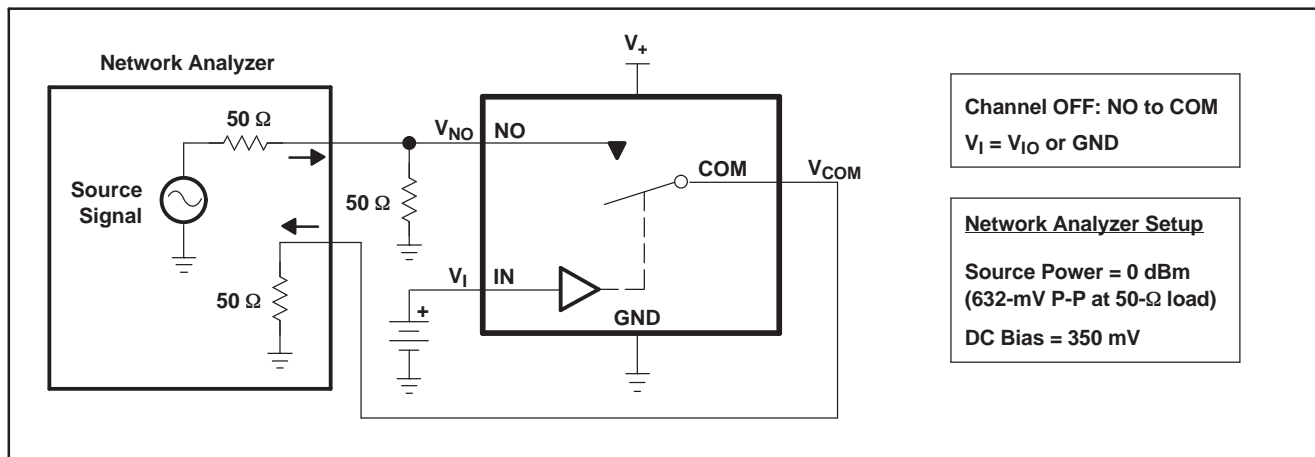 V+
Network Analyzer
50 Ω
VNO
NO
COM
VCOM
Source
Signal
50 Ω
50 Ω
VI
IN
+
GND
Channel OFF: NO to COM
VI = VIO or GND
Network Analyzer Setup
Source Power = 0 dBm
(632-mV P-P at 50-Ω load)
DC Bias = 350 mV